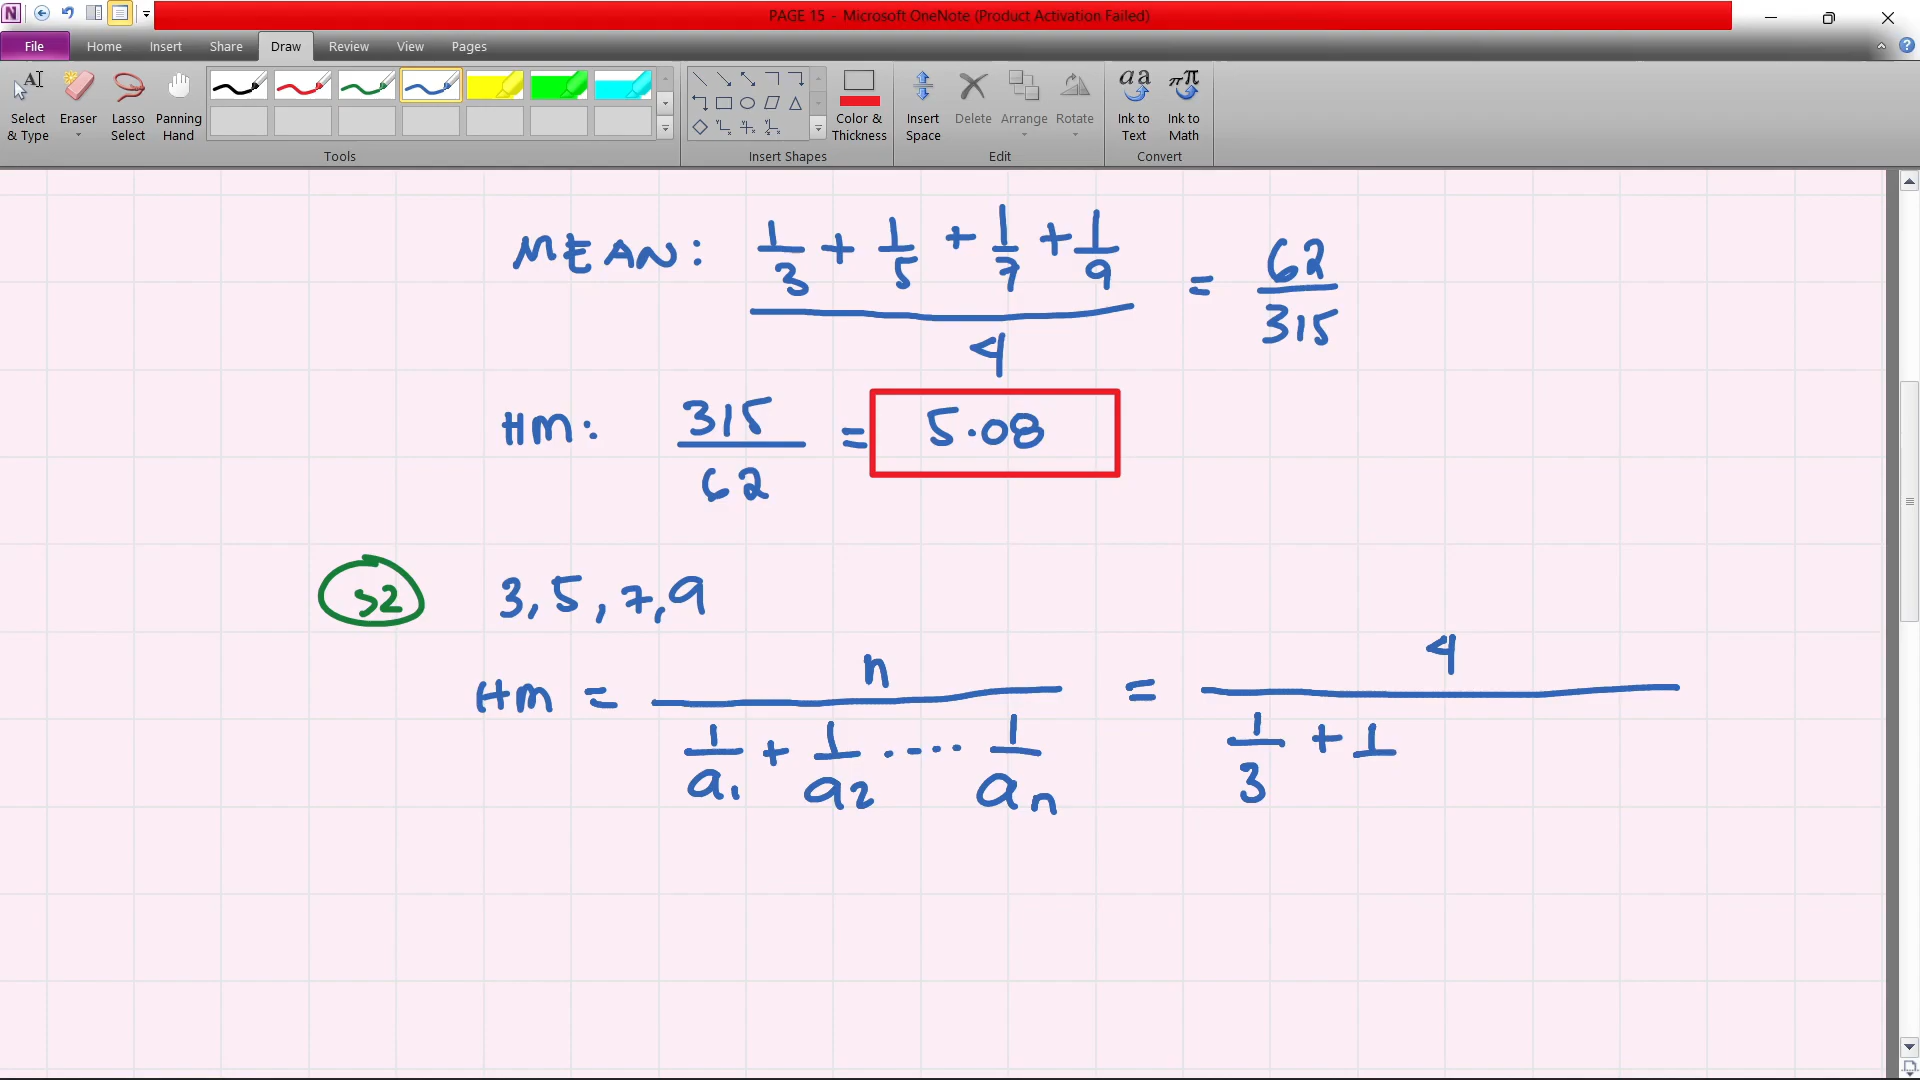 PAGE 15 - Microsoft OneNote (Product Activation Failed)
File Home Insert Share Draw Review View Pages
Select & Type
Eraser
Lasso Select
Panning Hand
Color & Thickness
Insert Space
Delete
Arrange
Rotate
Ink to Text
Ink to Math
Tools Insert Shapes Edit Convert
MEAN: (1/3 + 1/5 + 1/7 + 1/9) / 4 = 62/315
HM: 315/62 = 5.08
S2 3, 5, 7, 9
HM = n / (1/a₁ + 1/a₂ .... 1/aₙ) = 4 / (1/3 + 1